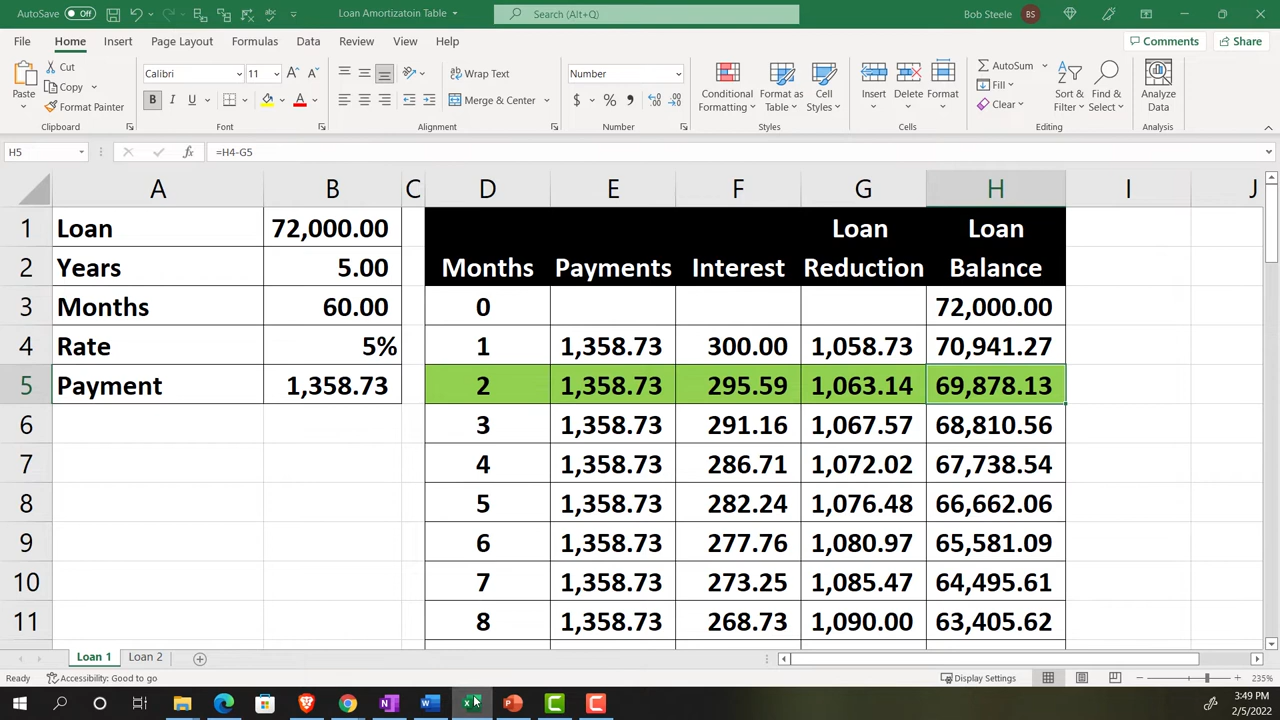 AutoSave Off Loan Amortizatoin Table Search (Alt+Q) Bob Steele BS
File Home Insert Page Layout Formulas Data Review View Help Comments Share
Paste Cut Copy Format Painter
Calibri 11
B I U A
Wrap Text
Merge & Center
Number
$ % ,
Conditional Formatting Format as Table Cell Styles
Insert Delete Format
AutoSum Fill Clear
Sort & Filter Find & Select
Analyze Data
Clipboard Font Alignment Number Styles Cells Editing Analysis
H5 fx =H4-G5
A B C D E F G H I J
1 Loan 72,000.00 Loan Loan
2 Years 5.00 Months Payments Interest Reduction Balance
3 Months 60.00 0 72,000.00
4 Rate 5% 1 1,358.73 300.00 1,058.73 70,941.27
5 Payment 1,358.73 2 1,358.73 295.59 1,063.14 69,878.13
6 3 1,358.73 291.16 1,067.57 68,810.56
7 4 1,358.73 286.71 1,072.02 67,738.54
8 5 1,358.73 282.24 1,076.48 66,662.06
9 6 1,358.73 277.76 1,080.97 65,581.09
10 7 1,358.73 273.25 1,085.47 64,495.61
11 8 1,358.73 268.73 1,090.00 63,405.62
Loan 1 Loan 2
Ready Accessibility: Good to go Display Settings 235%
3:49 PM
2/5/2022